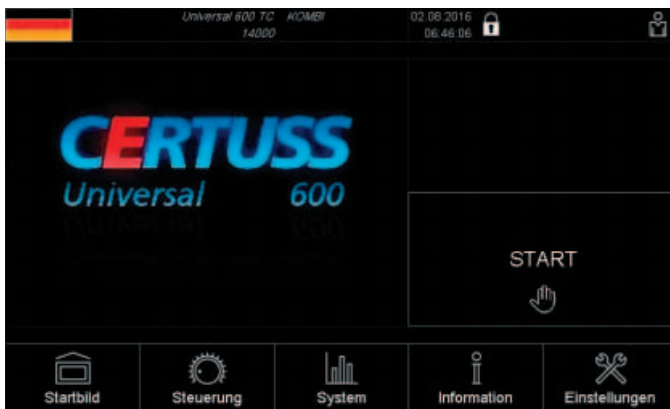 Universal 600 TC KOMBI
14000
02.08.2016
06:46:06
CERTUSS
Universal 600
START
Startbild
Steuerung
System
Information
Einstellungen